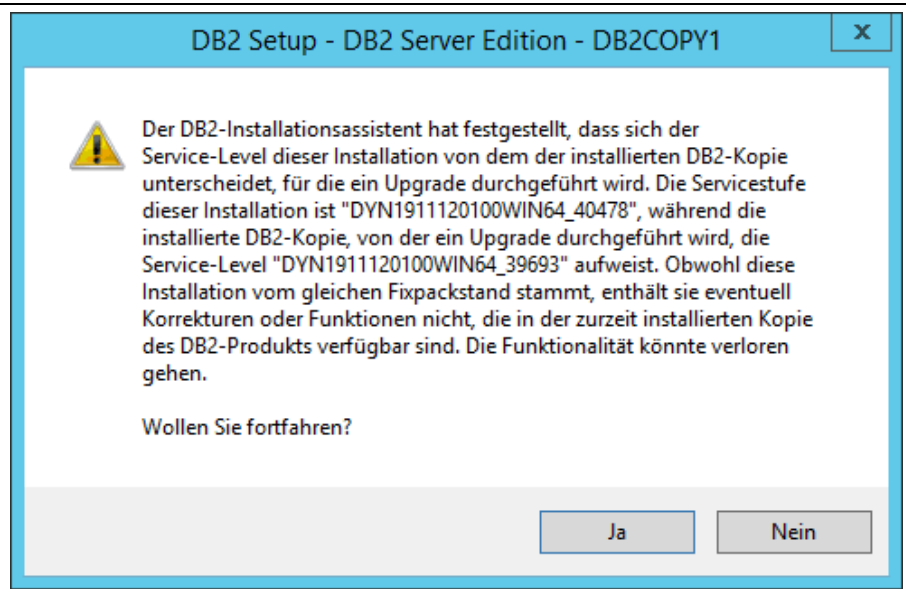 DB2 Setup - DB2 Server Edition - DB2COPY1
x
Der DB2-Installationsassistent hat festgestellt, dass sich der
Service-Level dieser Installation von dem der installierten DB2-Kopie
unterscheidet, für die ein Upgrade durchgeführt wird. Die Servicestufe
dieser Installation ist "DYN1911120100WIN64_40478", während die
installierte DB2-Kopie, von der ein Upgrade durchgeführt wird, die
Service-Level "DYN1911120100WIN64_39693" aufweist. Obwohl diese
Installation vom gleichen Fixpackstand stammt, enthält sie eventuell
Korrekturen oder Funktionen nicht, die in der zurzeit installierten Kopie
des DB2-Produkts verfügbar sind. Die Funktionalität könnte verloren
gehen.
Wollen Sie fortfahren?
Ja
Nein